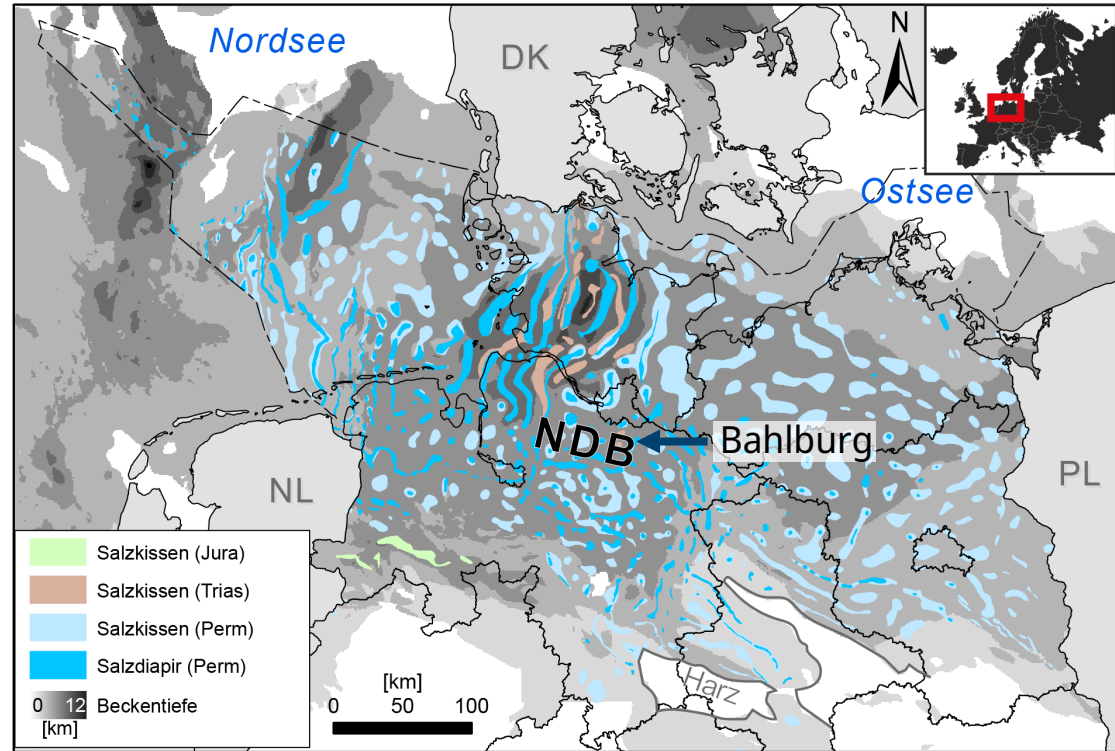 Nordsee
DK
N
Ostsee
NDB
Bahlburg
NL
PL
Salzkissen (Jura)
Salzkissen (Trias)
Salzkissen (Perm)
Salzdiapir (Perm)
0 12 Beckentiefe
[km]
[km]
0 50 100
Harz